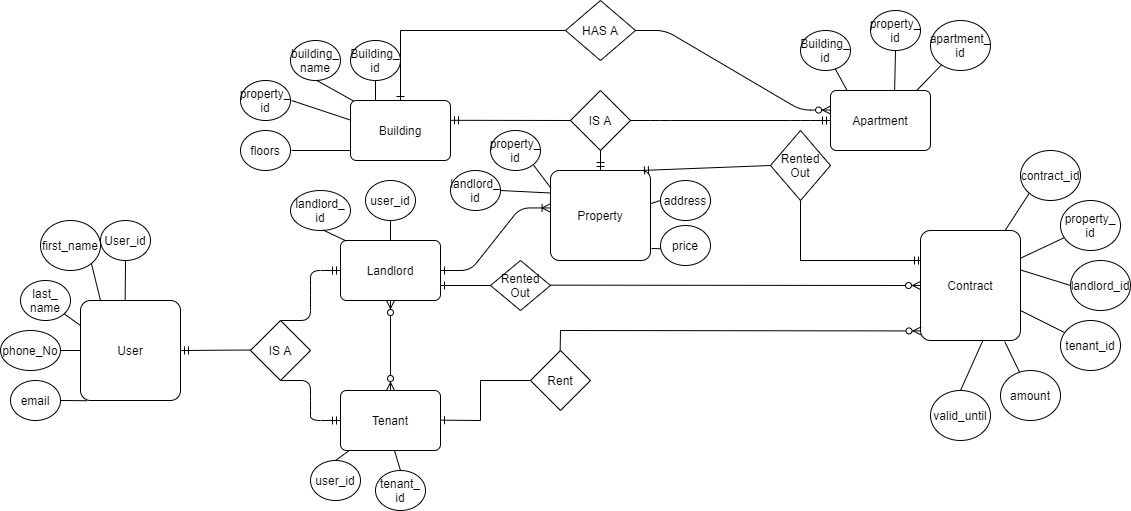 HAS A
property_
id
Building_
id
apartment_
id
building_
name
Building_
id
property_
id
floors
Building
IS A
Apartment
property_
id
landlord_
id
Rented
Out
Property
address
price
contract_id
property_
id
landlord_id
tenant_id
amount
valid_until
Contract
landlord_
id
user_id
Landlord
Rented
Out
first_name
User_id
last_
name
phone_No
email
User
IS A
Rent
Tenant
user_id
tenant_
id